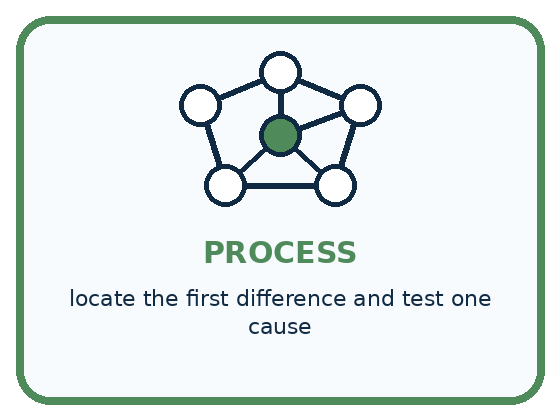 PROCESS
locate the first difference and test one
cause